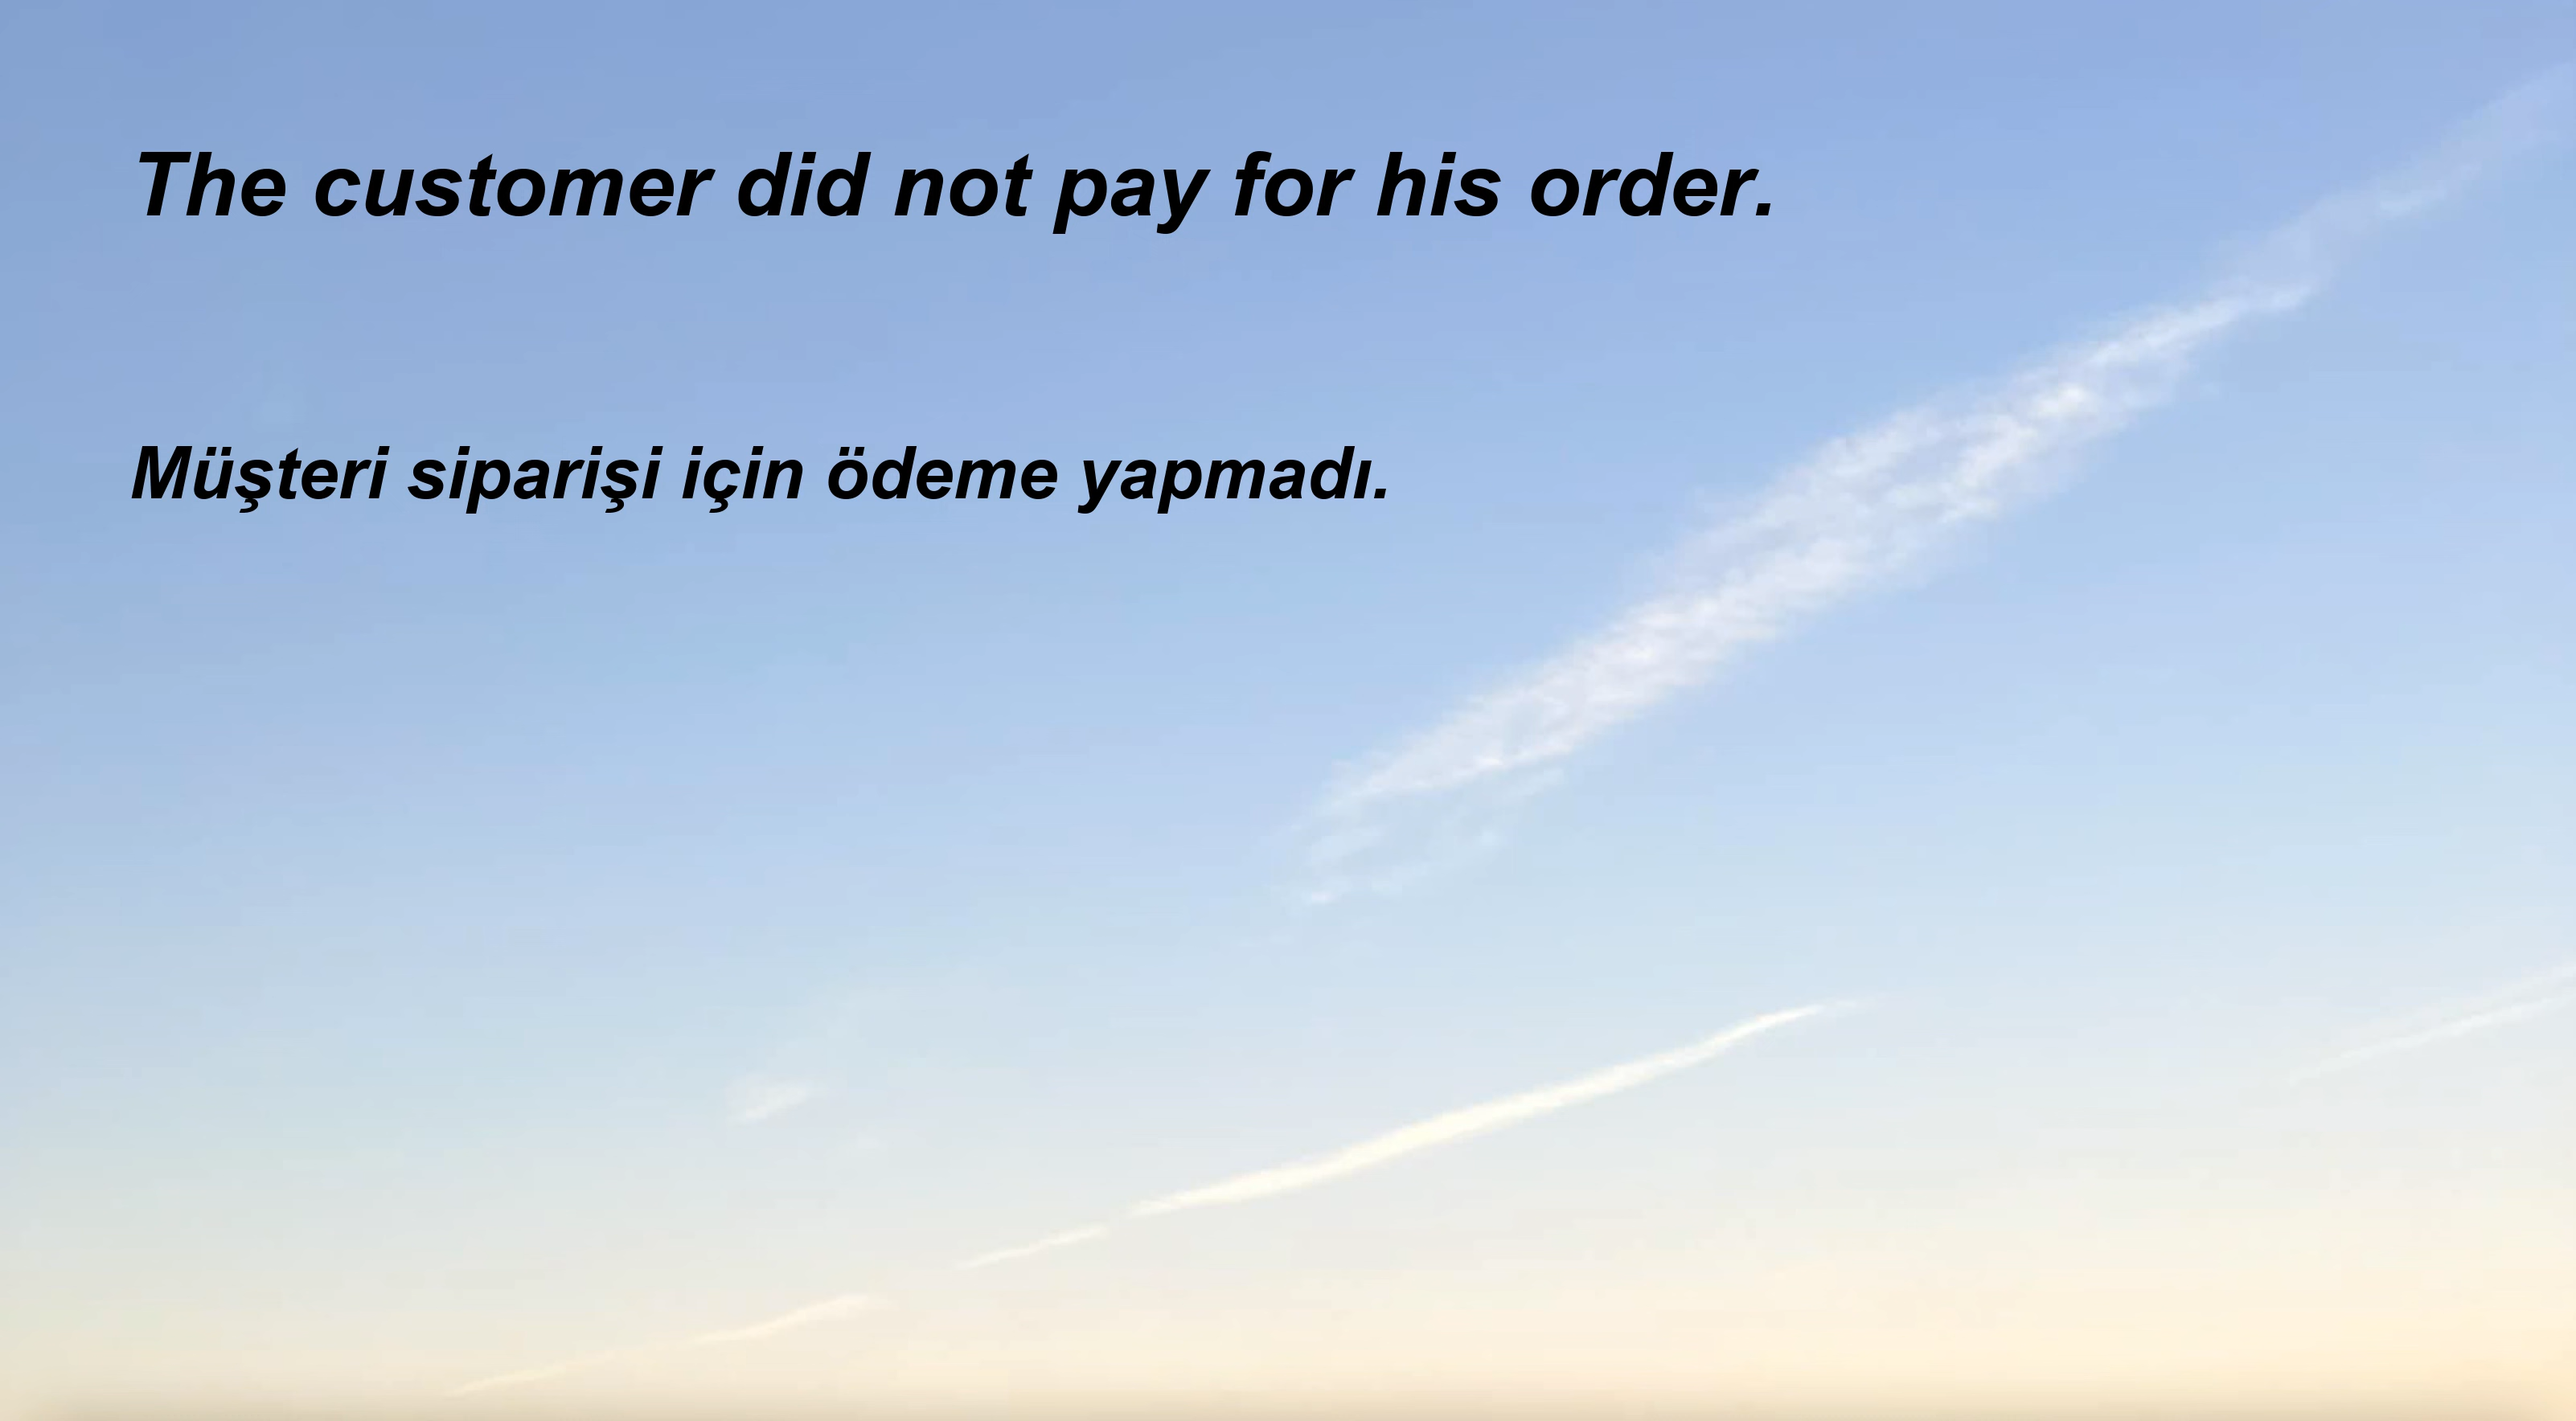 The customer did not pay for his order.
Müşteri siparişi için ödeme yapmadı.